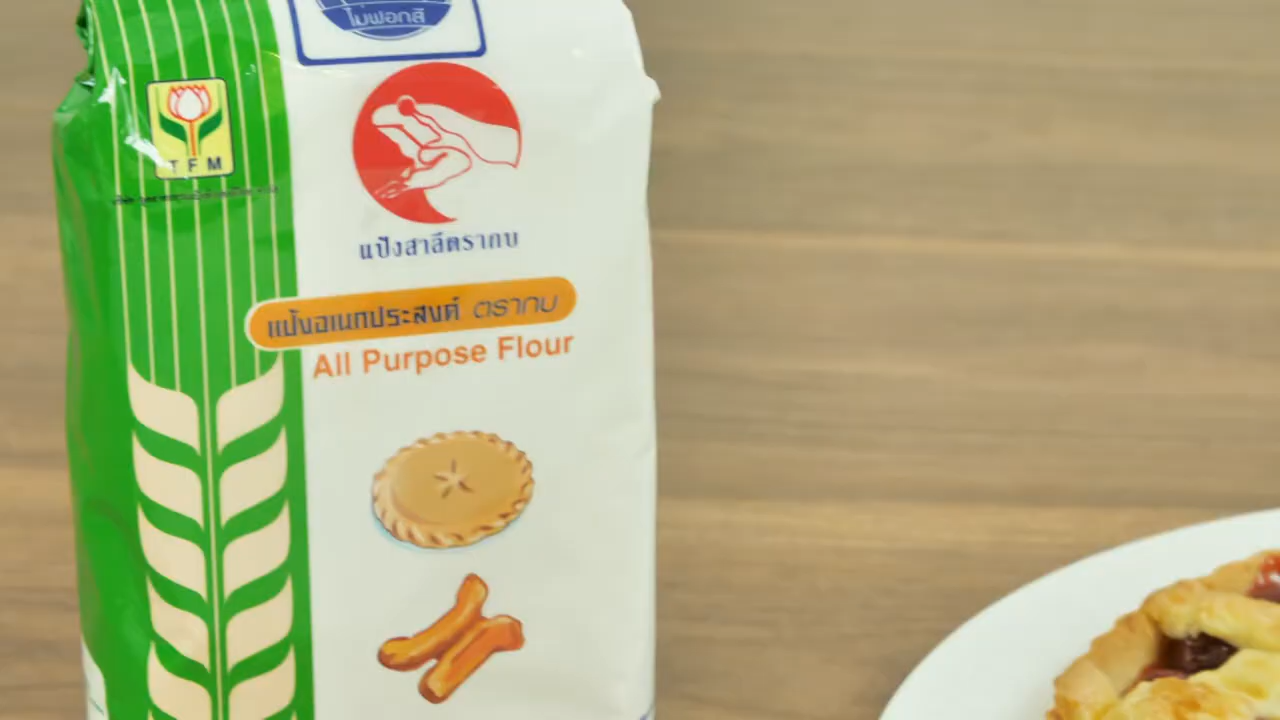 ไม่ฟอกสี
TFM
แป้งสาลีตรากบ
แป้งอเนกประสงค์ ตรากบ
All Purpose Flour